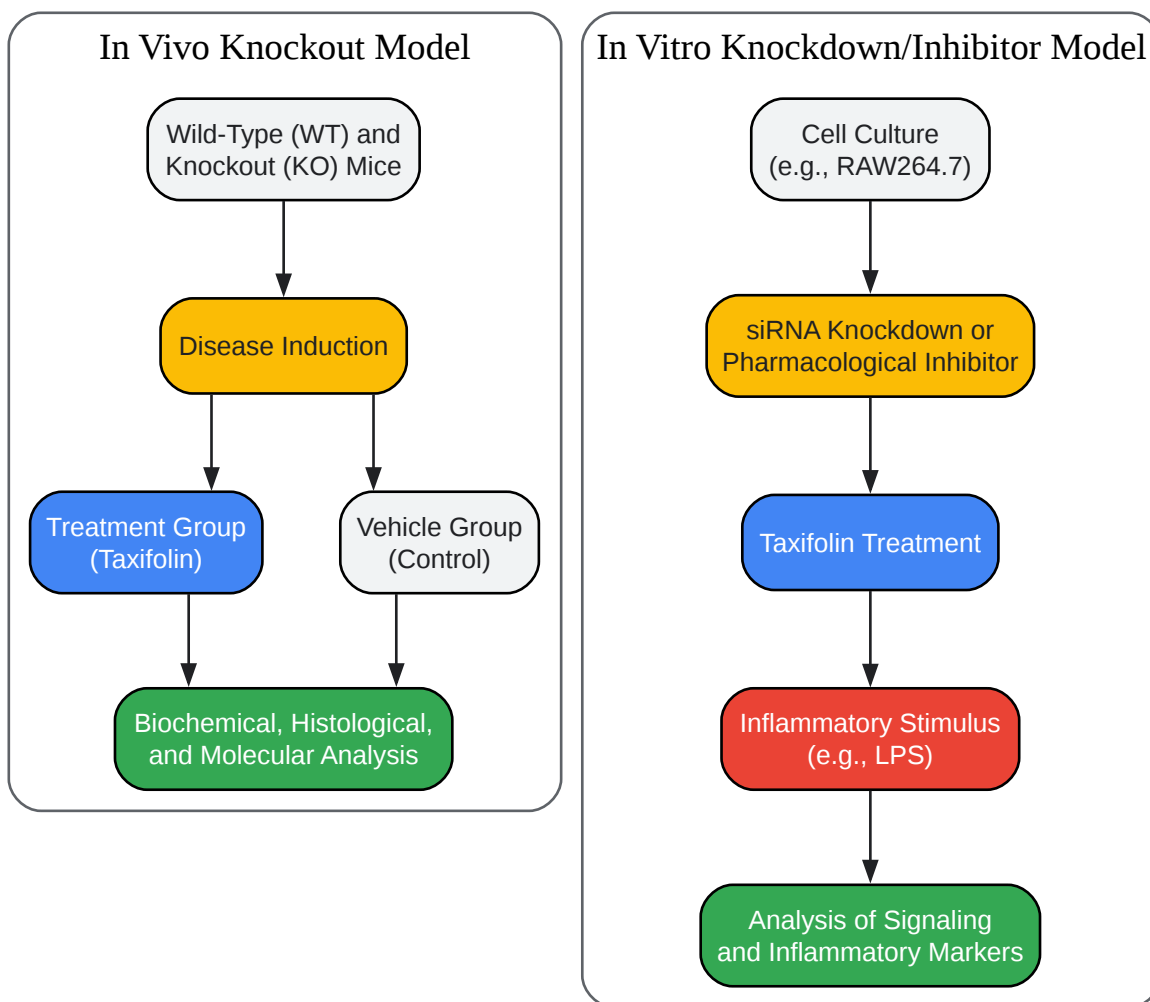 In Vivo Knockout Model
Wild-Type (WT) and
Knockout (KO) Mice
Disease Induction
Treatment Group
(Taxifolin)
Vehicle Group
(Control)
Biochemical, Histological,
and Molecular Analysis
In Vitro Knockdown/Inhibitor Model
Cell Culture
(e.g., RAW264.7)
siRNA Knockdown or
Pharmacological Inhibitor
Taxifolin Treatment
Inflammatory Stimulus
(e.g., LPS)
Analysis of Signaling
and Inflammatory Markers